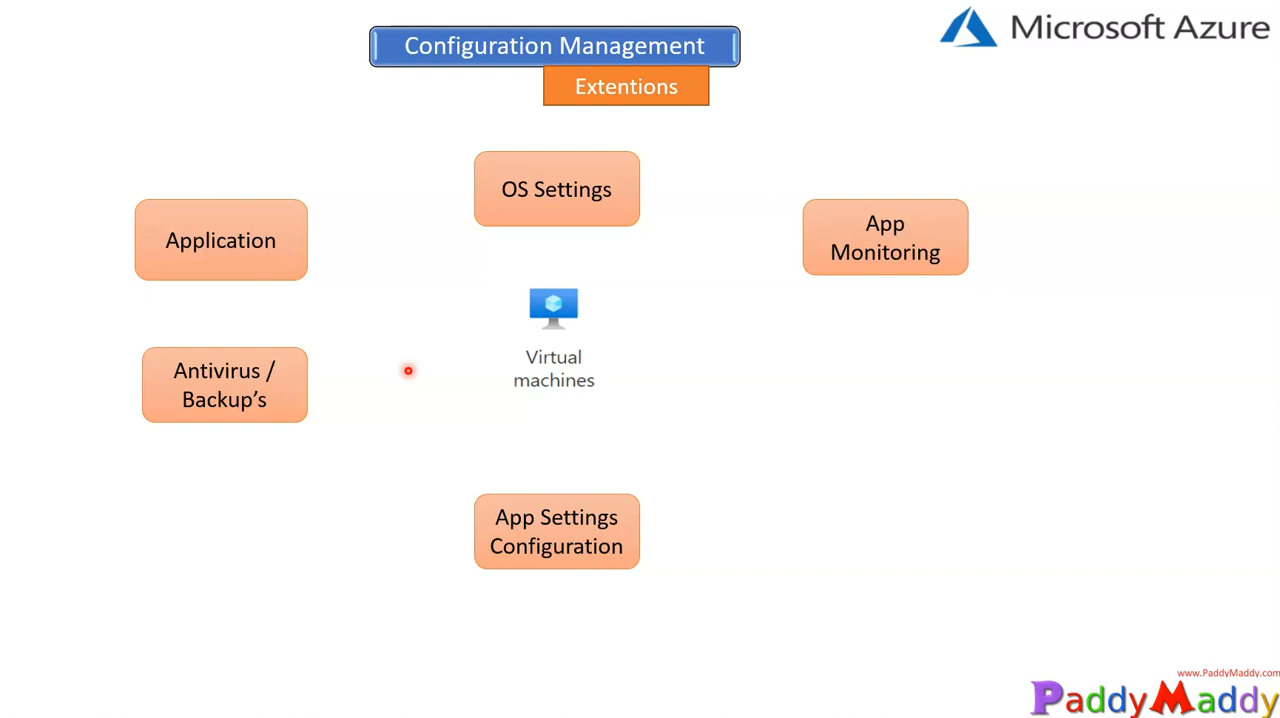 Microsoft Azure
Configuration Management
Extentions
OS Settings
Application
App
Monitoring
Virtual
machines
Antivirus /
Backup’s
App Settings
Configuration
www.PaddyMaddy.com
PaddyMaddy